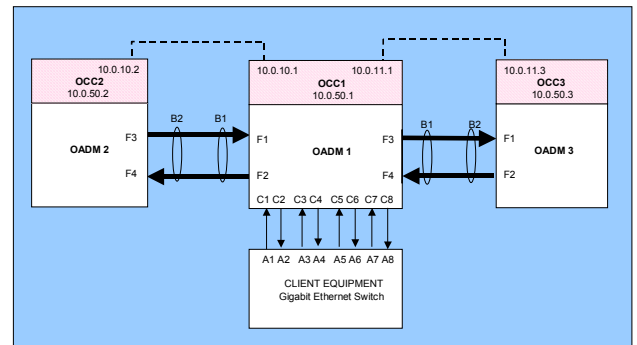 10.0.10.2
OCC2
10.0.50.2
10.0.10.1 10.0.11.1
OCC1
10.0.50.1
10.0.11.3
OCC3
10.0.50.3
B2 B1
B1 B2
F3 F1
F3 F1
OADM 2
OADM 1
OADM 3
F4 F2
F4 F2
C1 C2 C3 C4 C5 C6 C7 C8
A1 A2 A3 A4 A5 A6 A7 A8
CLIENT EQUIPMENT
Gigabit Ethernet Switch